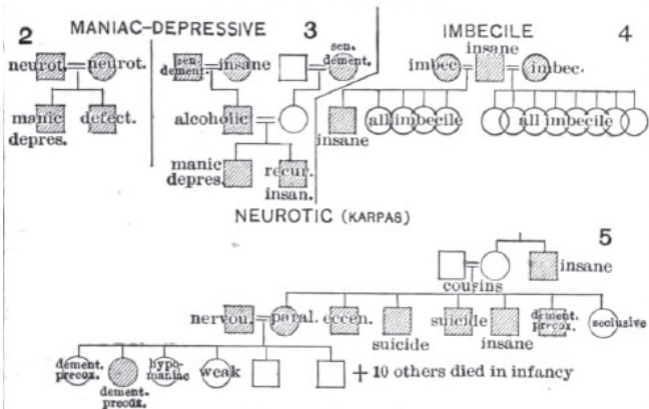 MANIAC-DEPRESSIVE
IMBECILE
2
3
4
neurot. neurot.
sen. dement. insane
sen. dement.
imbec. insane imbec.
manic depres. defect.
alcoholic
insane
all imbecile
all imbecile
manic depres.
recur. insan.
NEUROTIC (KARPAS)
5
cousins
insane
nervou. paral. eccen. suicide suicide insane dement. precox. seclusive
dement. precox. dement. precox. hypo-maniac weak
+ 10 others died in infancy